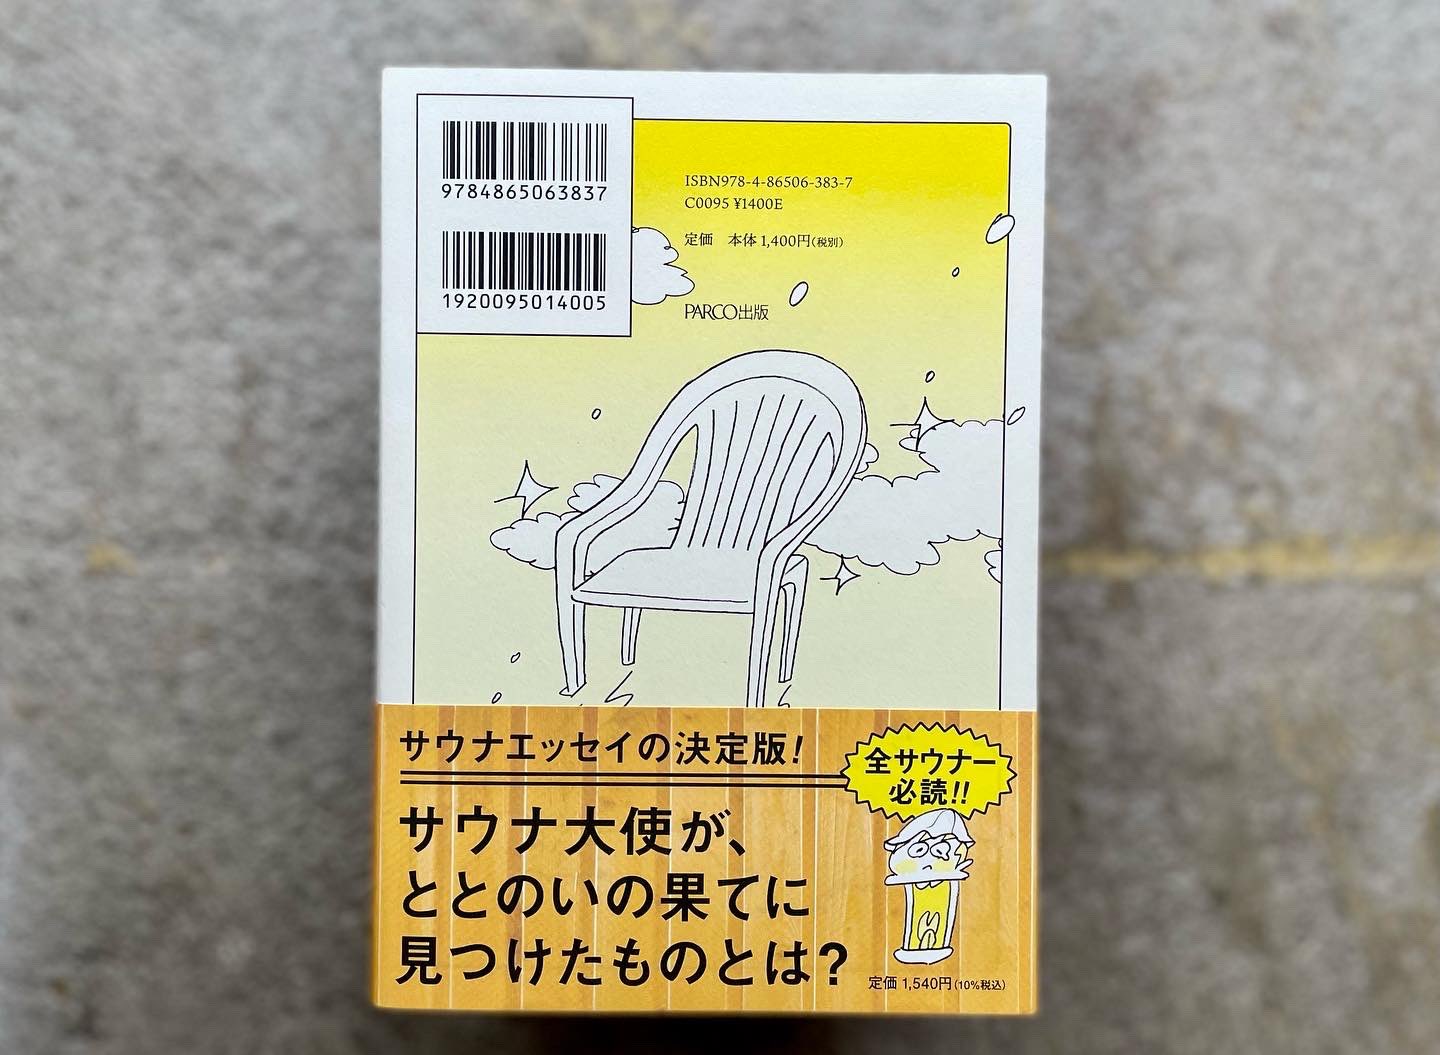 9784865063837
1920095014005
ISBN978-4-86506-383-7
C0095 ¥1400E
定価　本体 1,400円(税別)
PARCO出版
サウナエッセイの決定版!
全サウナー
必読!!
サウナ大使が、
ととのいの果てに
見つけたものとは?
定価 1,540円(10%税込)